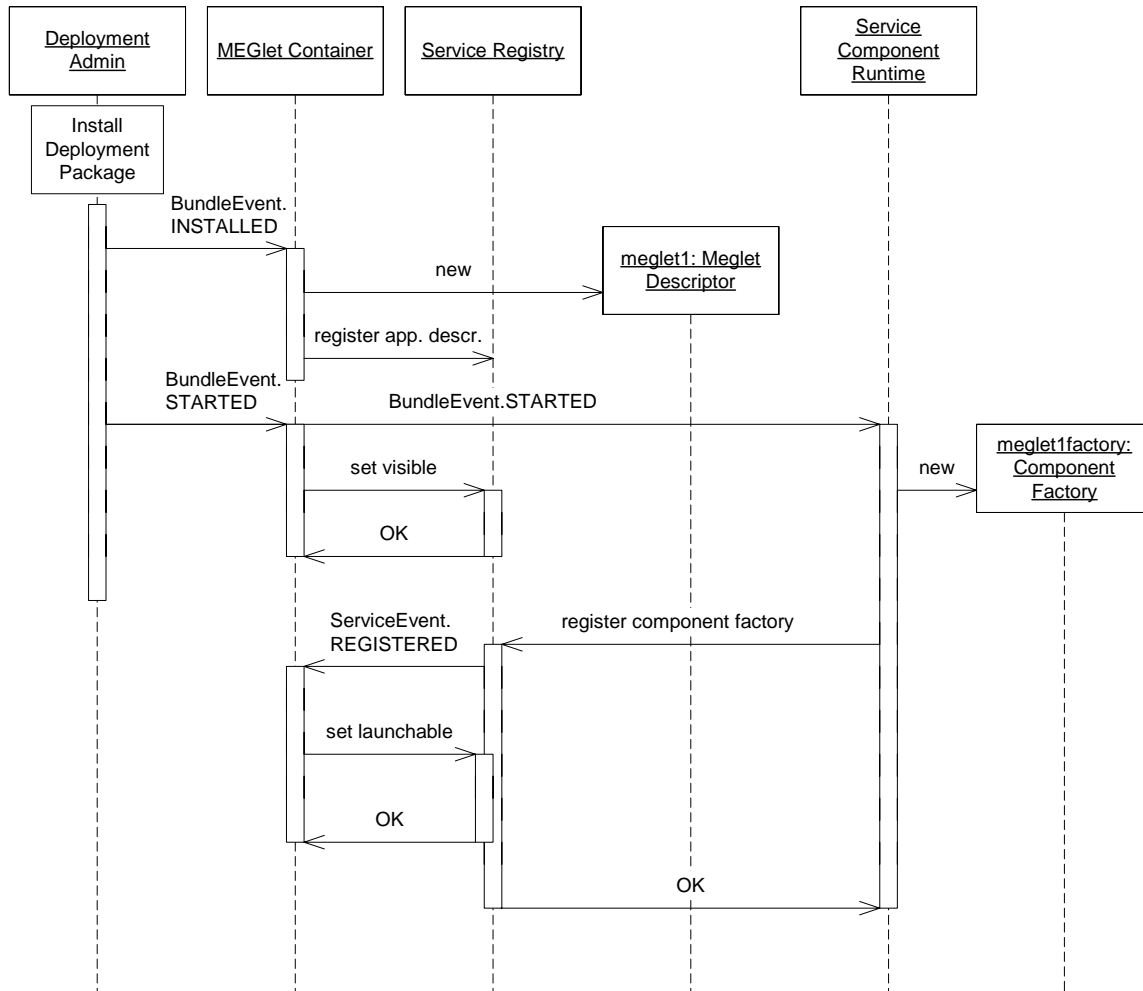 Deployment
Admin
MEGlet Container
Service Registry
Service
Component
Runtime
Install
Deployment
Package
BundleEvent.
INSTALLED
new
meglet1: Meglet
Descriptor
register app. descr.
BundleEvent.
STARTED
BundleEvent.STARTED
set visible
new
meglet1factory:
Component
Factory
OK
ServiceEvent.
REGISTERED
register component factory
set launchable
OK
OK